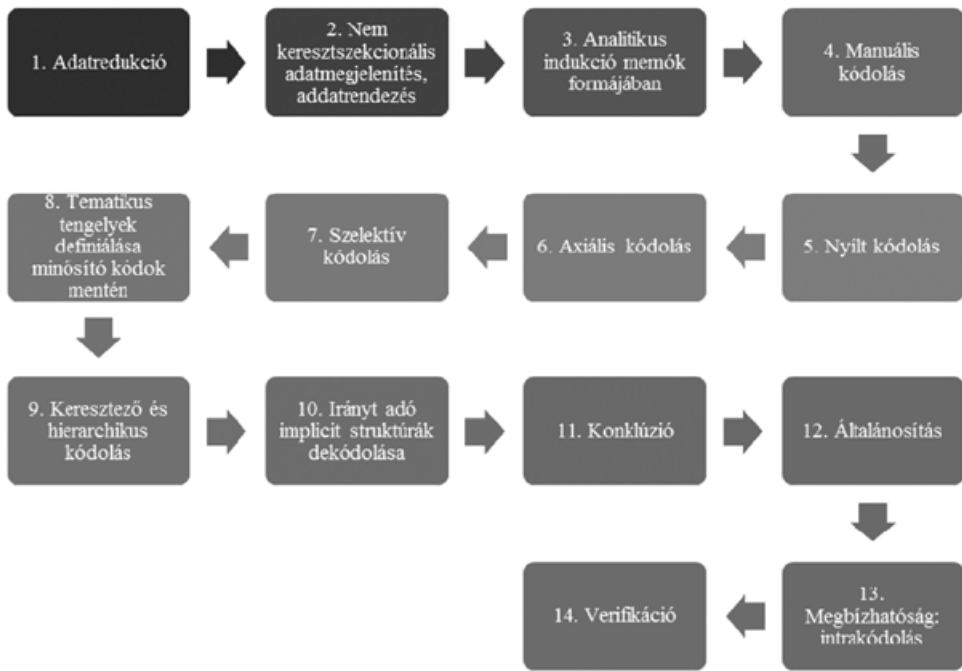 1. Adatredukció
2. Nem
keresztszekcionális
adatmegjelenítés,
addatrendezés
3. Analitikus
indukció memók
formájában
4. Manuális
kódolás
5. Nyílt kódolás
6. Axiális kódolás
7. Szelektív
kódolás
8. Tematikus
tengelyek
definiálása
minősítő kódok
mentén
9. Keresztező és
hierarchikus
kódolás
10. Irányt adó
implicit struktúrák
dekódolása
11. Konklúzió
12. Általánosítás
13.
Megbízhatóság:
intrakódolás
14. Verifikáció